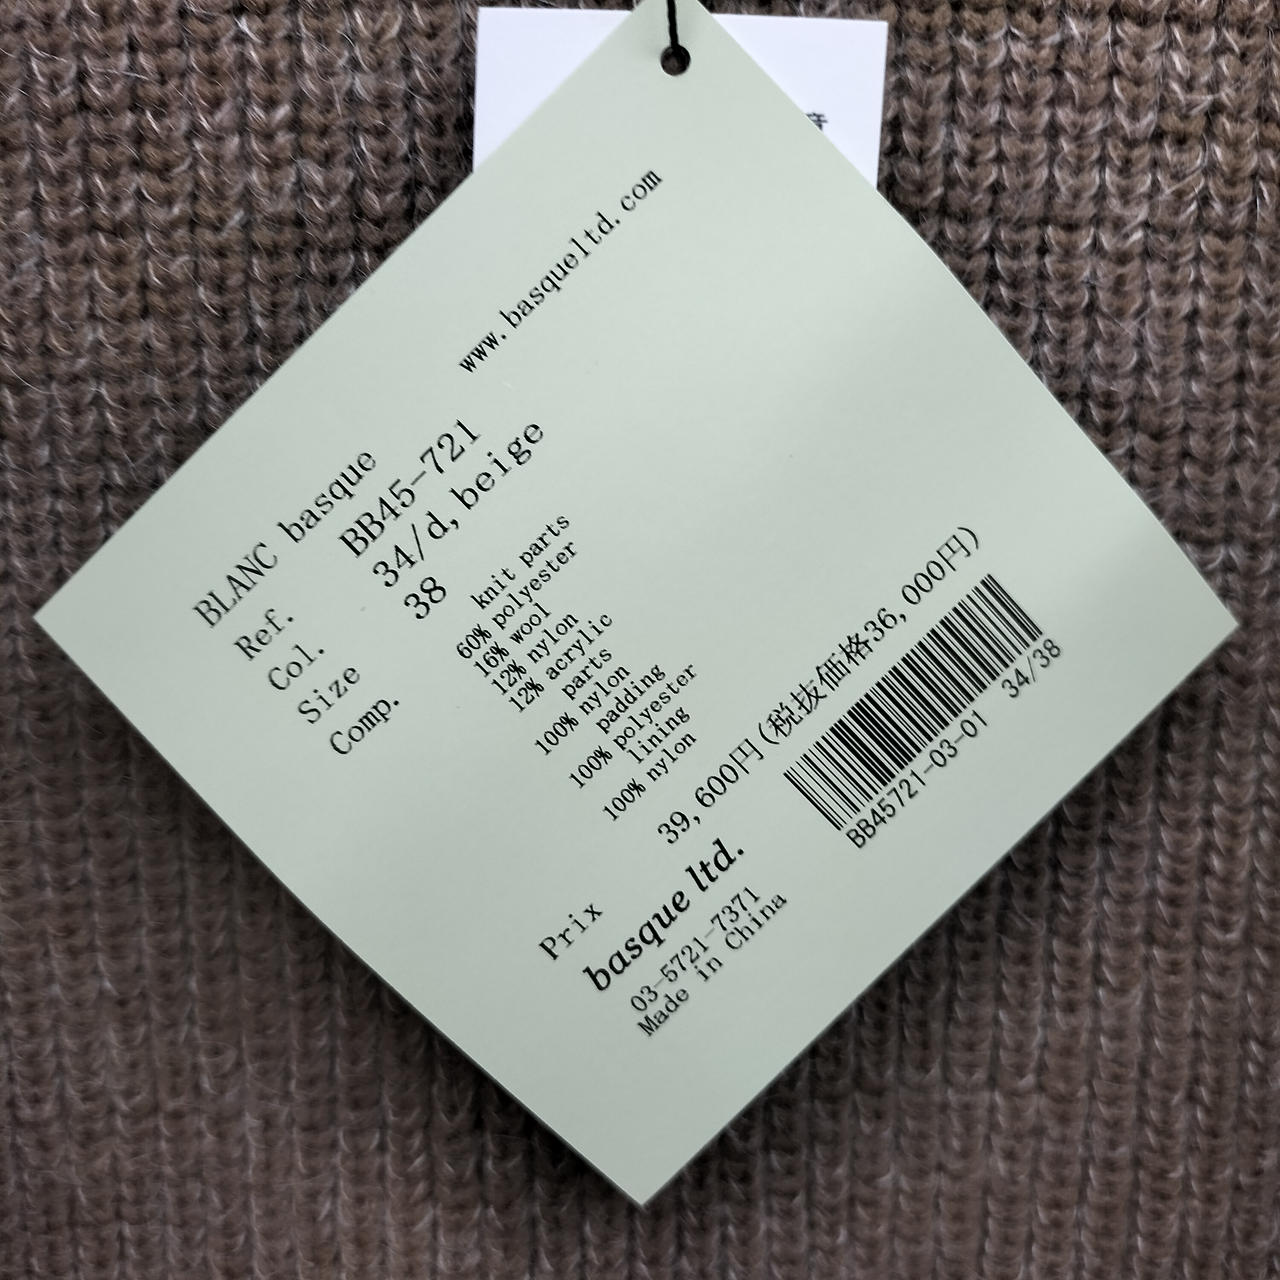 www.basqueltd.com
BLANC basque
Ref. BB45-721
Col. 34/d, beige
Size 38
Comp. knit parts
60% polyester
16% wool
12% nylon
12% acrylic
parts
100% nylon
padding
100% polyester
lining
100% nylon
Prix 39,600円(税抜価格36,000円)
basque ltd.
03-5721-7371
Made in China
BB45721-03-01 34/38